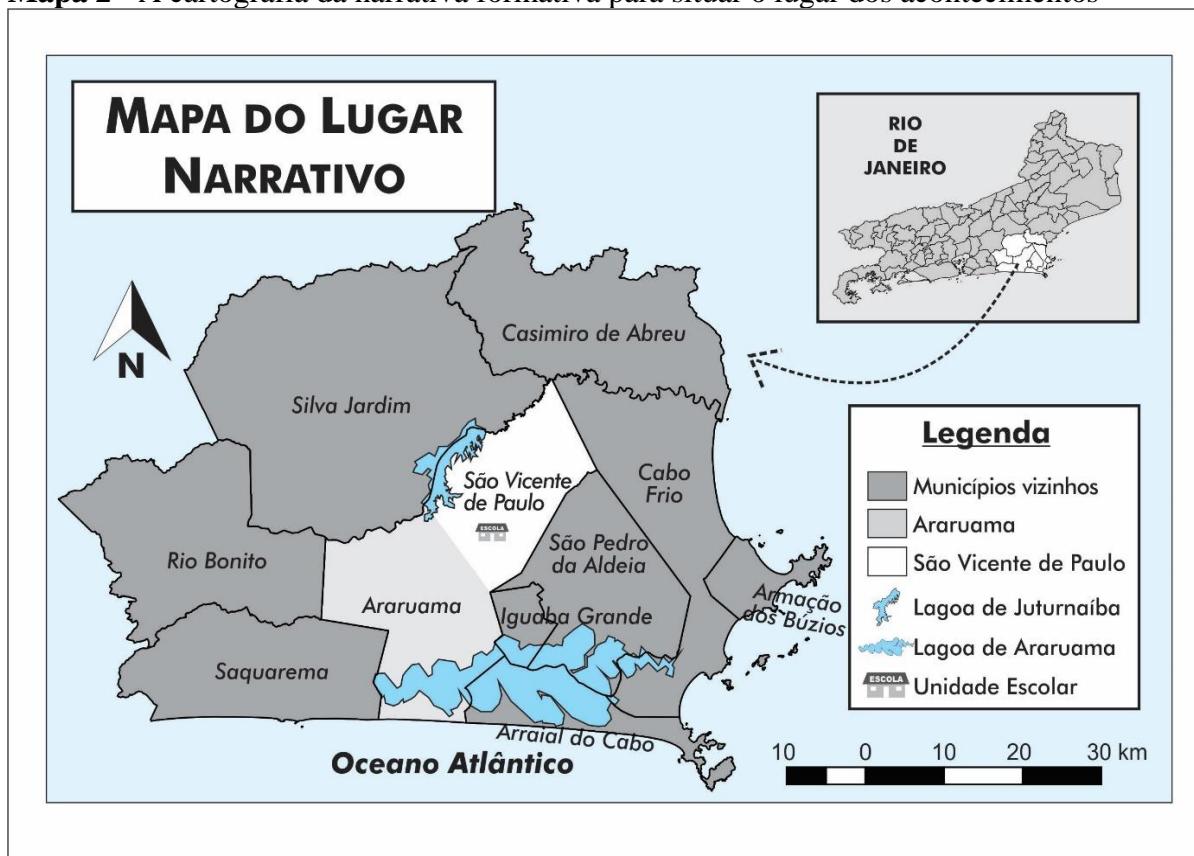 Mapa 2 - A cartografia da narrativa formativa para situar o lugar dos acontecimentos
MAPA DO LUGAR
NARRATIVO
RIO
DE
JANEIRO
N
Casimiro de Abreu
Silva Jardim
São Vicente
de Paulo
ESCOLA
Cabo
Frio
São Pedro
da Aldeia
Rio Bonito
Araruama
Iguaba Grande
Armação
dos Búzios
Saquarema
Arraial do Cabo
Oceano Atlântico
Legenda
Municípios vizinhos
Araruama
São Vicente de Paulo
Lagoa de Juturnaíba
Lagoa de Araruama
ESCOLA
Unidade Escolar
10 0 10 20 30 km